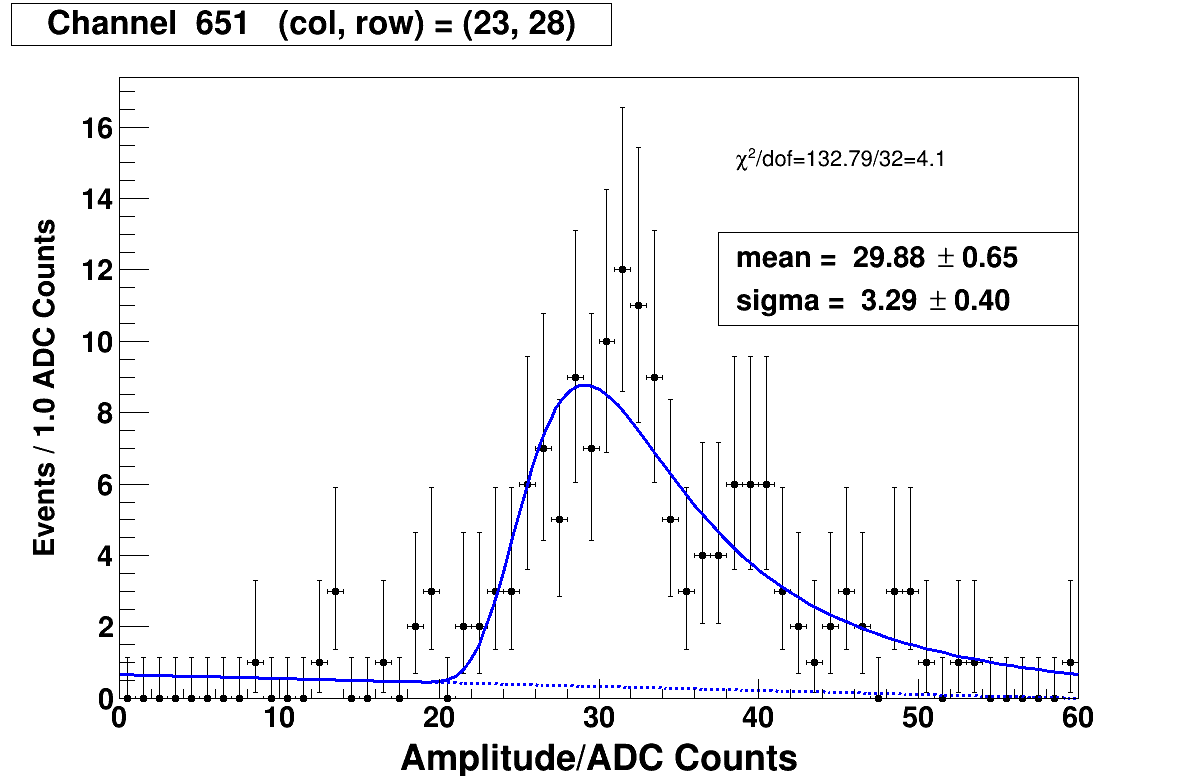 Channel 651 (col, row) = (23, 28)
χ²/dof=132.79/32=4.1
mean = 29.88 ± 0.65
sigma = 3.29 ± 0.40
Events / 1.0 ADC Counts
16
14
12
10
8
6
4
2
0
0 10 20 30 40 50 60
Amplitude/ADC Counts